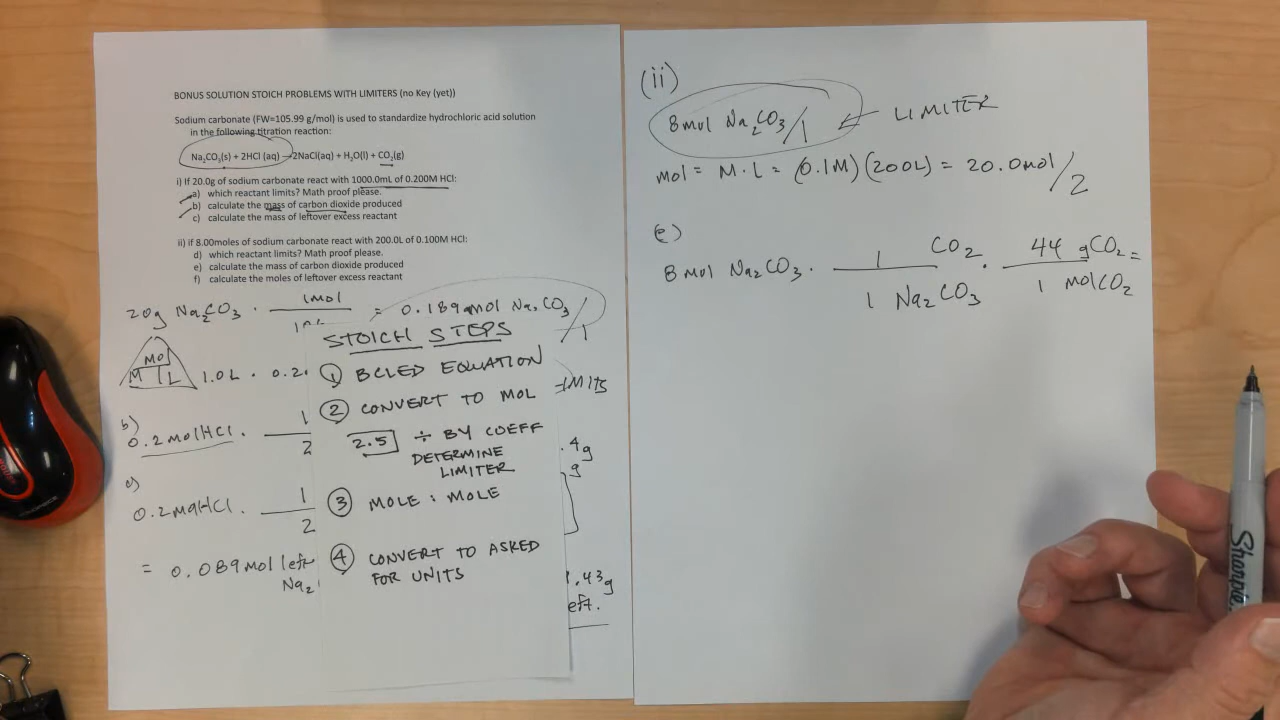 BONUS SOLUTION STOICH PROBLEMS WITH LIMITERS (no Key (yet))
Sodium carbonate (FW=105.99 g/mol) is used to standardize hydrochloric acid solution
in the following titration reaction:
Na₂CO₃(s) + 2HCl (aq) →2NaCl(aq) + H₂O(l) + CO₂(g)
i) If 20.0g of sodium carbonate react with 1000.0mL of 0.200M HCl:
a) which reactant limits? Math proof please.
b) calculate the mass of carbon dioxide produced
c) calculate the mass of leftover excess reactant
ii) if 8.00moles of sodium carbonate react with 200.0L of 0.100M HCl:
d) which reactant limits? Math proof please.
e) calculate the mass of carbon dioxide produced
f) calculate the moles of leftover excess reactant
20g Na₂CO₃ · 1mol = 0.189mol Na₂CO₃ / 1
mol
M L
1.0L · 0.2
b)
0.2molHCl · 1
2
c)
0.2molHCl · 1
2
= 0.089mol left
Na₂
STOICH STEPS
① BCLED EQUATION
② CONVERT TO MOL
2.5 ÷ BY COEFF
DETERMINE
LIMITER
③ MOLE : MOLE
④ CONVERT TO ASKED
FOR UNITS
IMITS
.4g
g
.43g
eft.
(ii)
8mol Na₂CO₃/1 ← LIMITER
mol = M·L = (0.1M)(200L) = 20.0mol/2
e)
8mol Na₂CO₃ · 1 CO₂ · 44 gCO₂ =
1 Na₂CO₃ 1 molCO₂
Sharpie